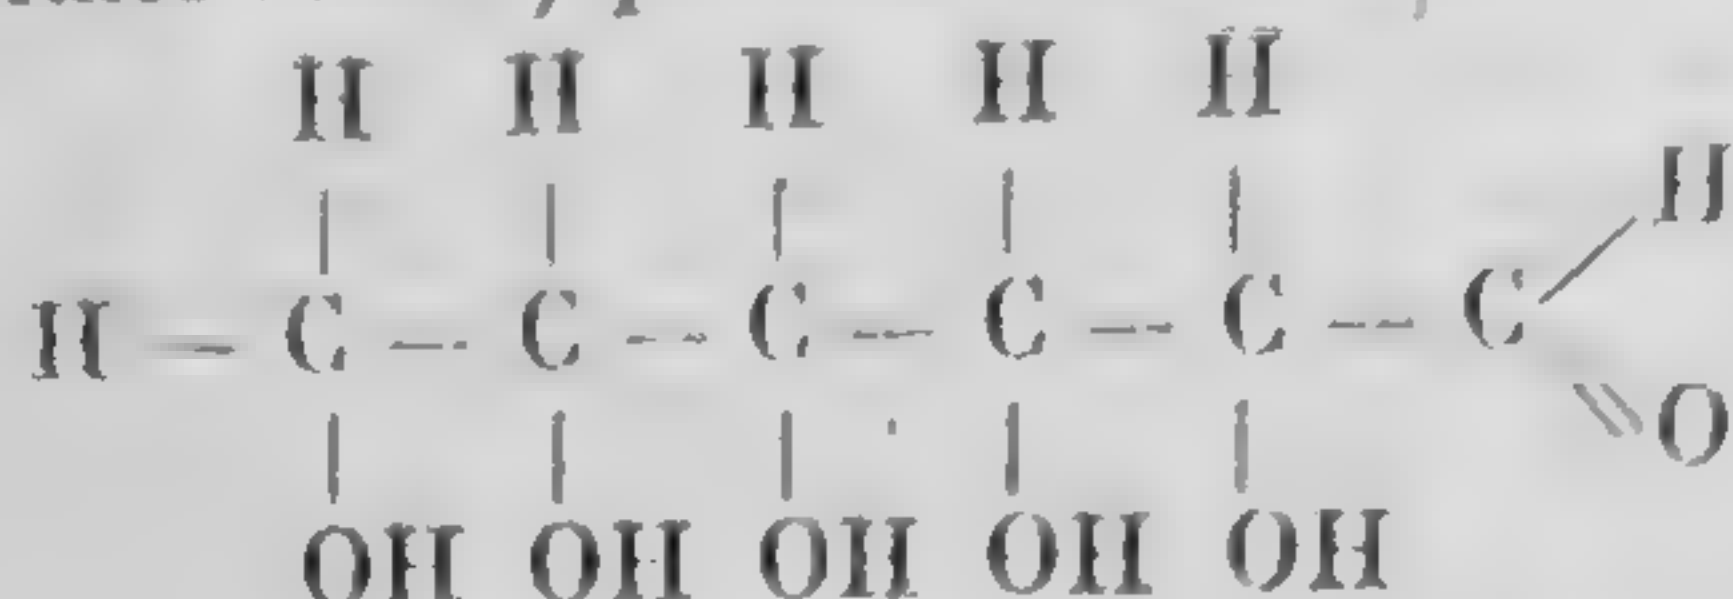 H H H H H
H
H — C — C — C — C — C — C
O
OH OH OH OH OH